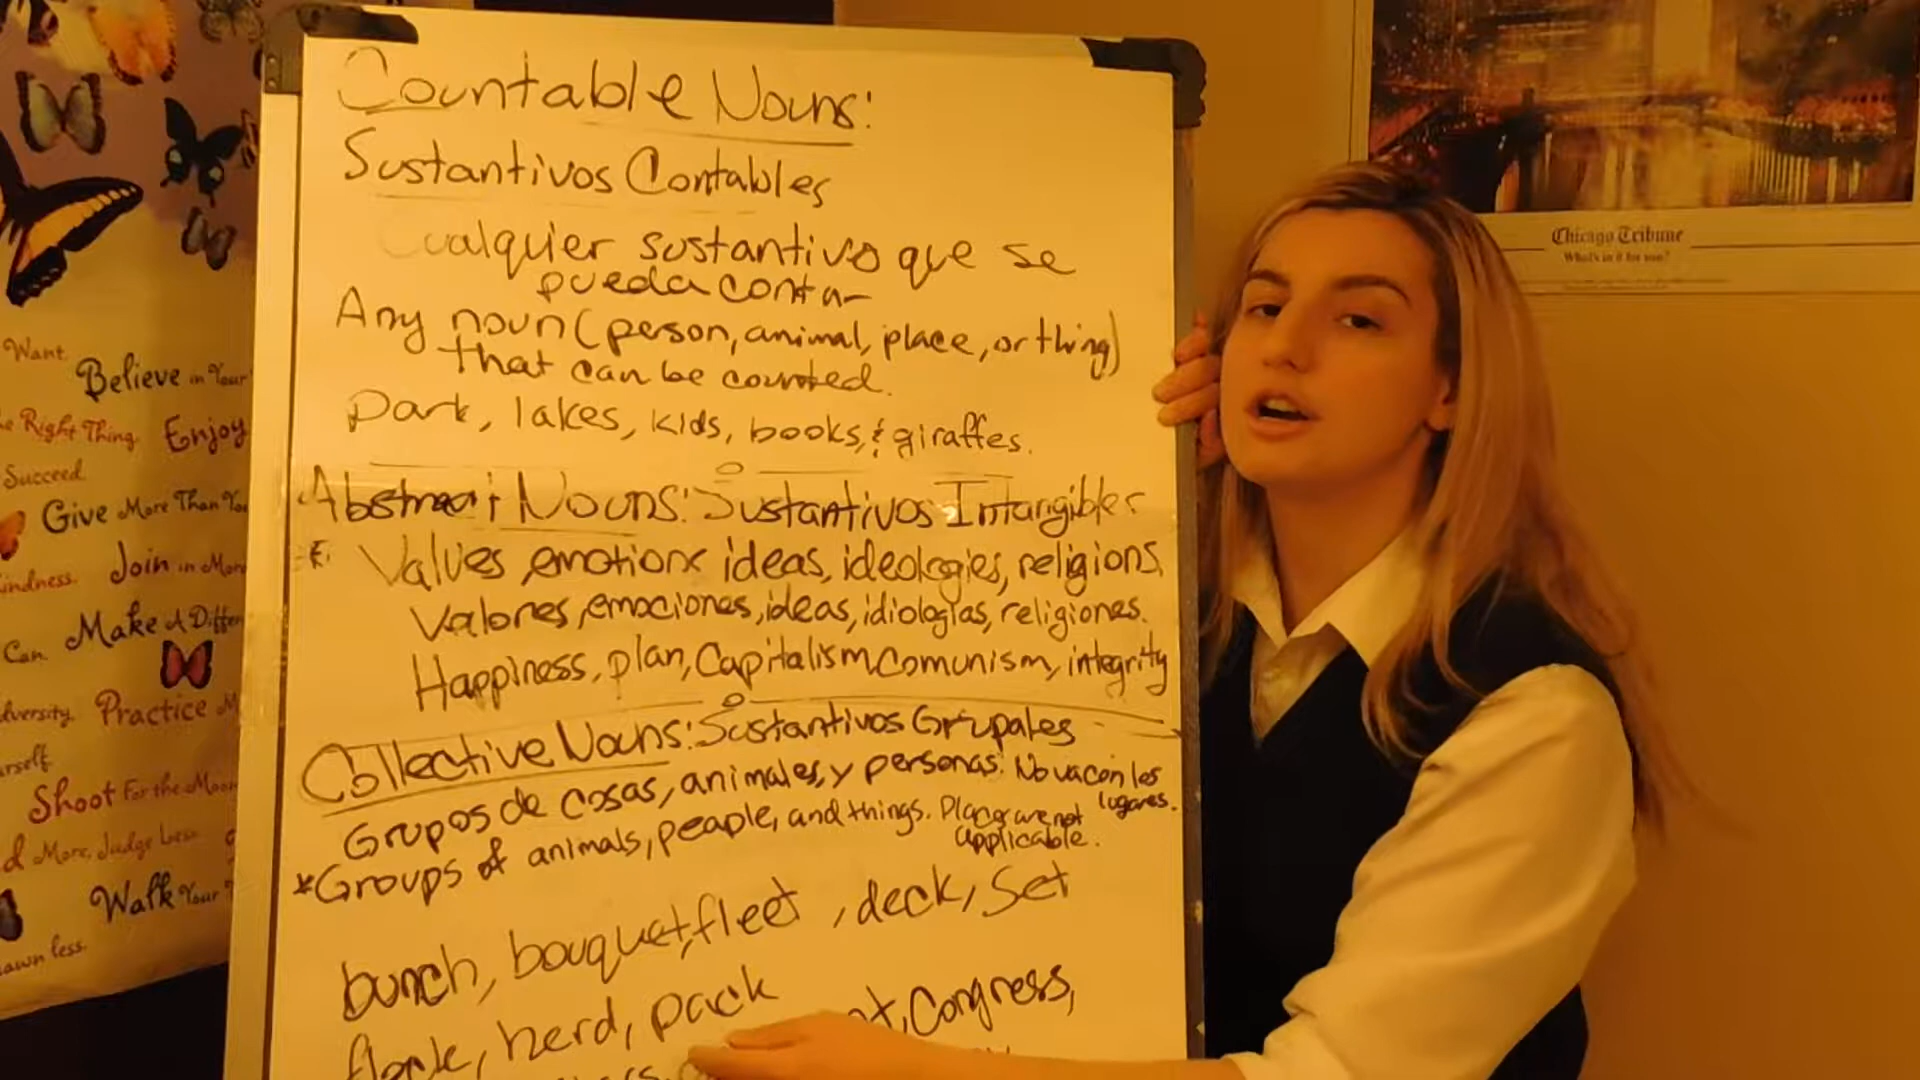 Countable Nouns:
Sustantivos Contables
Cualquier sustantivo que se
pueda contar
Any noun (person, animal, place, or thing)
that can be counted.
Park, lakes, kids, books, & giraffes.
Abstract Nouns: Sustantivos Intangibles
Values, emotions ideas, ideologies, religions,
Valores, emociones, ideas, idiologías, religiones.
Happiness, plan, Capitalism, Comunism, integrity
Collective Nouns: Sustantivos Grupales
Grupos de cosas, animales, y personas. No va con los
lugares.
*Groups of animals, people, and things. Places are not
applicable.
bunch, bouquet, fleet, deck, Set
flock, herd, pack
Congress,
Want
Believe in Your
Right Thing Enjoy
Succeed
Give More Than You
Join in More
Make A Differ
Can
Practice
Shoot For the Moon
More, Judge Less
Walk Your
Chicago Tribune
What's in it for you?